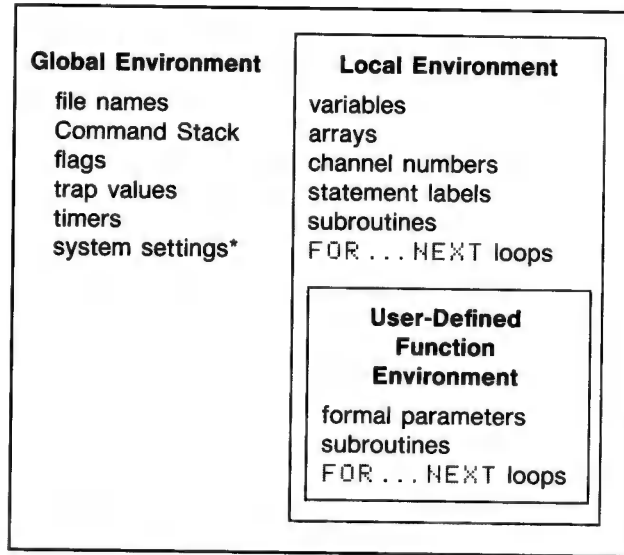 Global Environment
file names
Command Stack
flags
trap values
timers
system settings*
Local Environment
variables
arrays
channel numbers
statement labels
subroutines
FOR...NEXT loops
User-Defined
Function
Environment
formal parameters
subroutines
FOR...NEXT loops